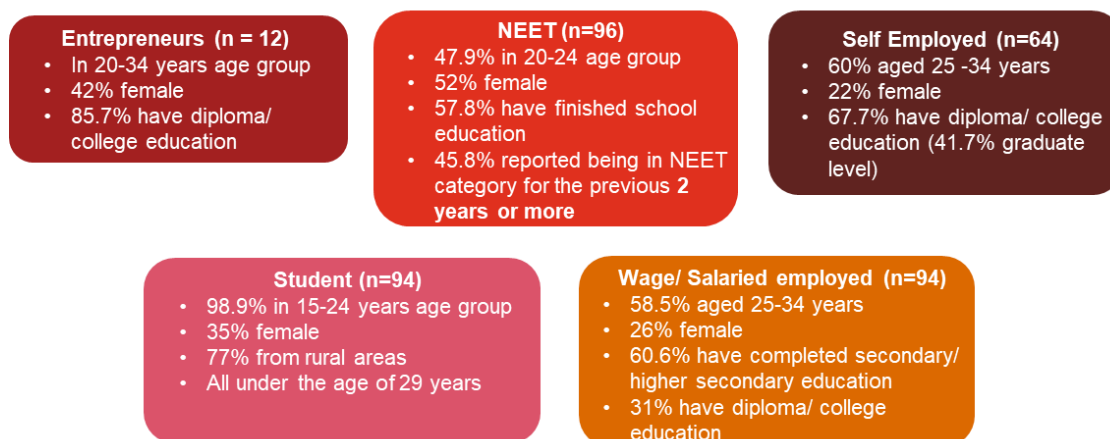 Entrepreneurs (n = 12)
• In 20-34 years age group
• 42% female
• 85.7% have diploma/
college education
NEET (n=96)
• 47.9% in 20-24 age group
• 52% female
• 57.8% have finished school
education
• 45.8% reported being in NEET
category for the previous 2
years or more
Self Employed (n=64)
• 60% aged 25 -34 years
• 22% female
• 67.7% have diploma/ college
education (41.7% graduate
level)
Student (n=94)
• 98.9% in 15-24 years age group
• 35% female
• 77% from rural areas
• All under the age of 29 years
Wage/ Salaried employed (n=94)
• 58.5% aged 25-34 years
• 26% female
• 60.6% have completed secondary/
higher secondary education
• 31% have diploma/ college
education